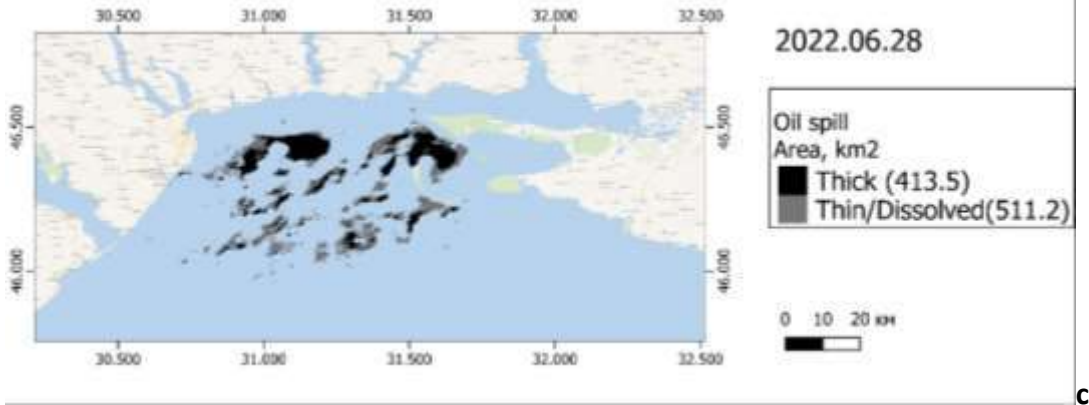 30.500 31.000 31.500 32.000 32.500
46.500 46.500
46.000 46.000
30.500 31.000 31.500 32.000 32.500
2022.06.28
Oil spill
Area, km2
Thick (413.5)
Thin/Dissolved(511.2)
0 10 20 км
c